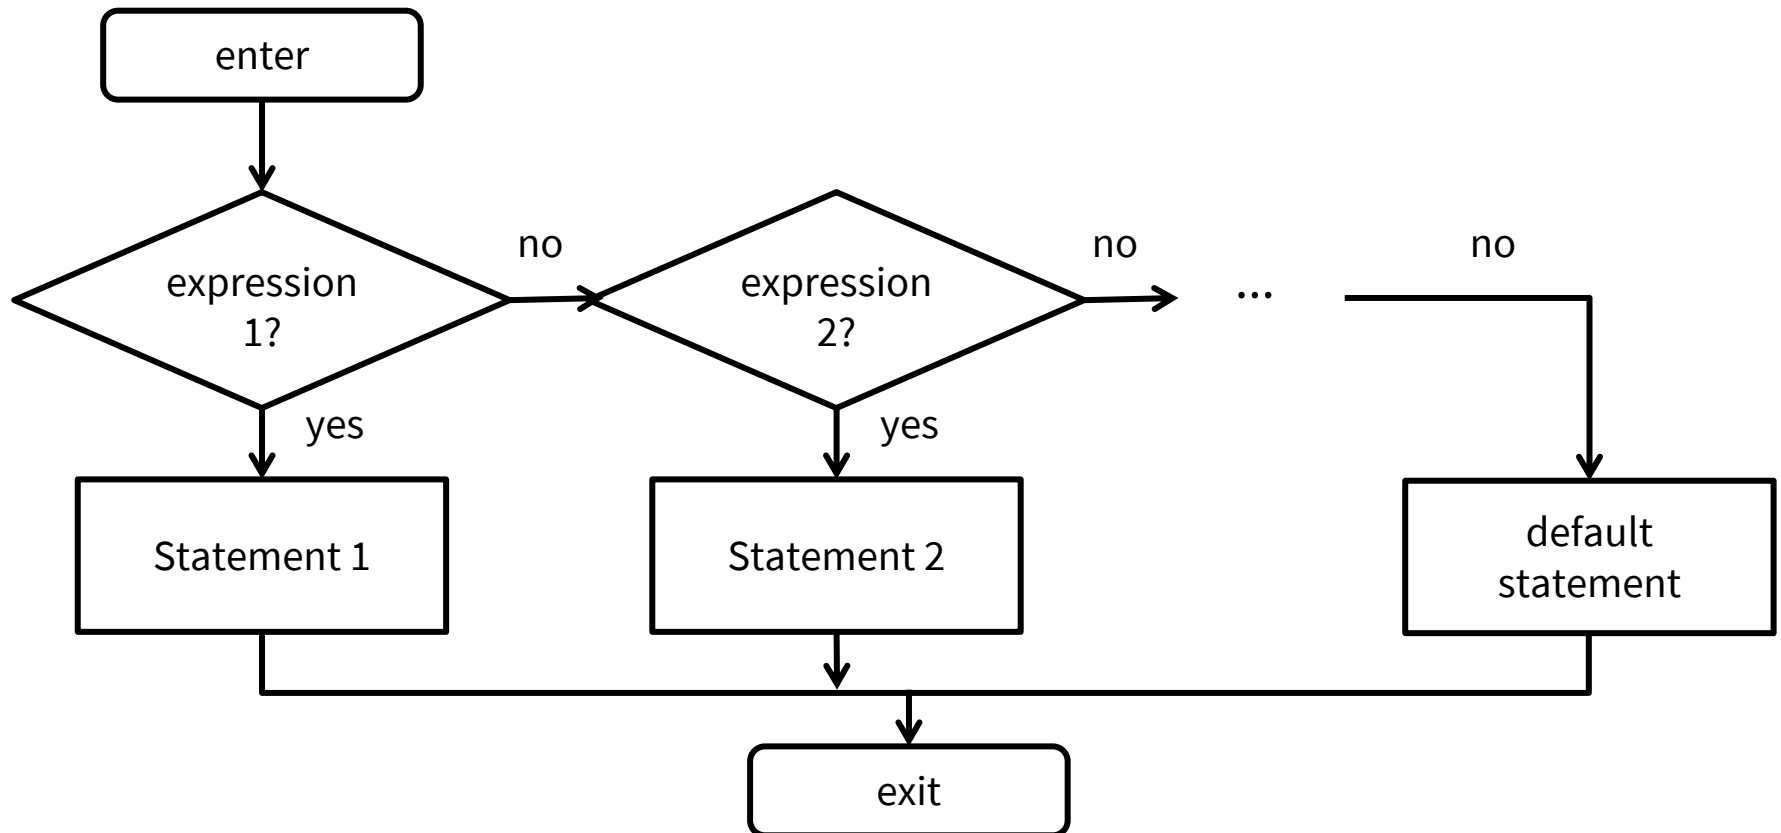 enter
expression
1?
no
expression
2?
no
...
no
yes
yes
Statement 1
Statement 2
default
statement
exit